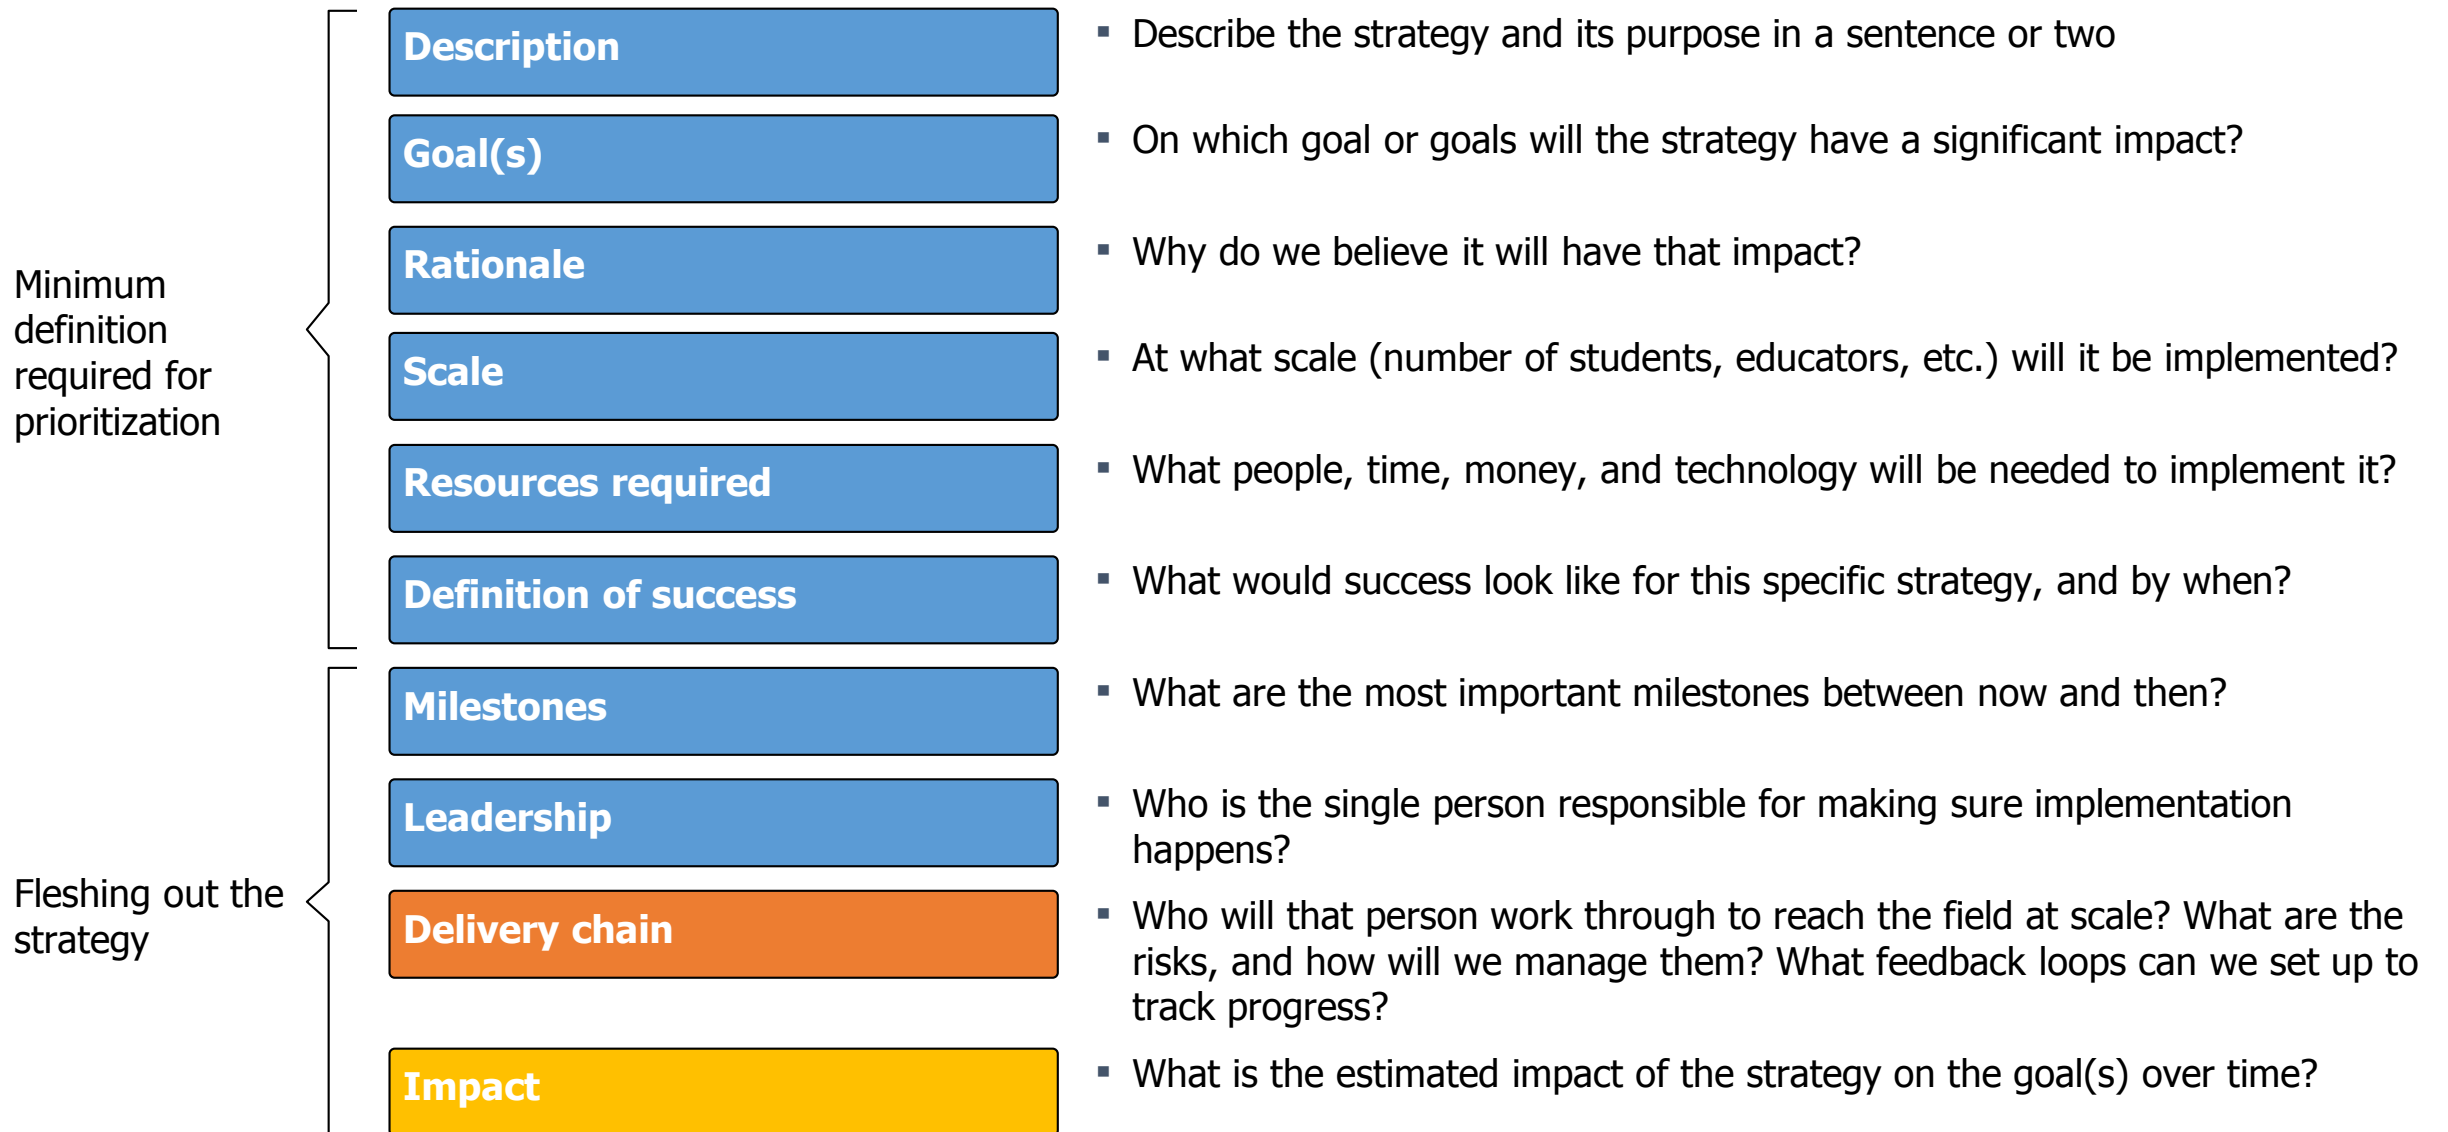 Minimum
definition
required for
prioritization
Description
▪ Describe the strategy and its purpose in a sentence or two
Goal(s)
▪ On which goal or goals will the strategy have a significant impact?
Rationale
▪ Why do we believe it will have that impact?
Scale
▪ At what scale (number of students, educators, etc.) will it be implemented?
Resources required
▪ What people, time, money, and technology will be needed to implement it?
Definition of success
▪ What would success look like for this specific strategy, and by when?
Fleshing out the
strategy
Milestones
▪ What are the most important milestones between now and then?
Leadership
▪ Who is the single person responsible for making sure implementation
happens?
Delivery chain
▪ Who will that person work through to reach the field at scale? What are the
risks, and how will we manage them? What feedback loops can we set up to
track progress?
Impact
▪ What is the estimated impact of the strategy on the goal(s) over time?